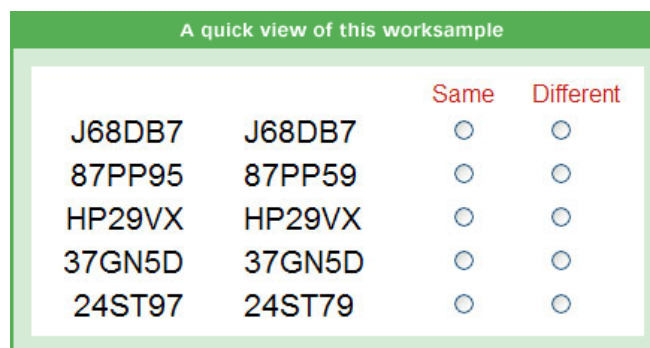 A quick view of this worksample
Same Different
J68DB7 J68DB7
87PP95 87PP59
HP29VX HP29VX
37GN5D 37GN5D
24ST97 24ST79